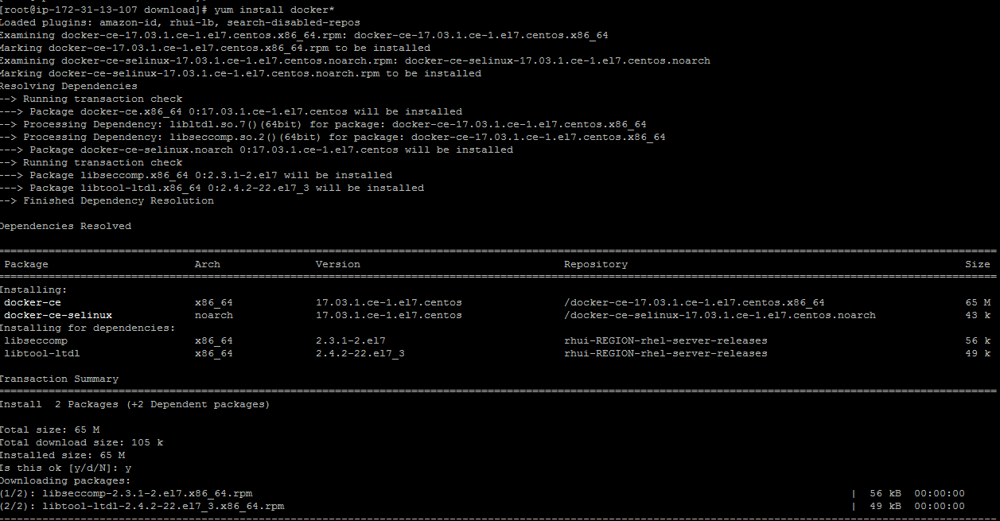 [root@ip-172-31-13-107 download]# yum install docker*
Loaded plugins: amazon-id, rhui-lb, search-disabled-repos
Examining docker-ce-17.03.1.ce-1.el7.centos.x86_64.rpm: docker-ce-17.03.1.ce-1.el7.centos.x86_64
Marking docker-ce-17.03.1.ce-1.el7.centos.x86_64.rpm to be installed
Examining docker-ce-selinux-17.03.1.ce-1.el7.centos.noarch.rpm: docker-ce-selinux-17.03.1.ce-1.el7.centos.noarch
Marking docker-ce-selinux-17.03.1.ce-1.el7.centos.noarch.rpm to be installed
Resolving Dependencies
--> Running transaction check
---> Package docker-ce.x86_64 0:17.03.1.ce-1.el7.centos will be installed
--> Processing Dependency: libltdl.so.7()(64bit) for package: docker-ce-17.03.1.ce-1.el7.centos.x86_64
--> Processing Dependency: libseccomp.so.2()(64bit) for package: docker-ce-17.03.1.ce-1.el7.centos.x86_64
---> Package docker-ce-selinux.noarch 0:17.03.1.ce-1.el7.centos will be installed
--> Running transaction check
---> Package libseccomp.x86_64 0:2.3.1-2.el7 will be installed
---> Package libtool-ltdl.x86_64 0:2.4.2-22.el7_3 will be installed
--> Finished Dependency Resolution
Dependencies Resolved
Package Arch Version Repository Size
Installing:
docker-ce x86_64 17.03.1.ce-1.el7.centos /docker-ce-17.03.1.ce-1.el7.centos.x86_64 65 M
docker-ce-selinux noarch 17.03.1.ce-1.el7.centos /docker-ce-selinux-17.03.1.ce-1.el7.centos.noarch 43 k
Installing for dependencies:
libseccomp x86_64 2.3.1-2.el7 rhui-REGION-rhel-server-releases 56 k
libtool-ltdl x86_64 2.4.2-22.el7_3 rhui-REGION-rhel-server-releases 49 k
Transaction Summary
Install  2 Packages (+2 Dependent packages)
Total size: 65 M
Total download size: 105 k
Installed size: 65 M
Is this ok [y/d/N]: y
Downloading packages:
(1/2): libseccomp-2.3.1-2.el7.x86_64.rpm | 56 kB 00:00:00
(2/2): libtool-ltdl-2.4.2-22.el7_3.x86_64.rpm | 49 kB 00:00:00